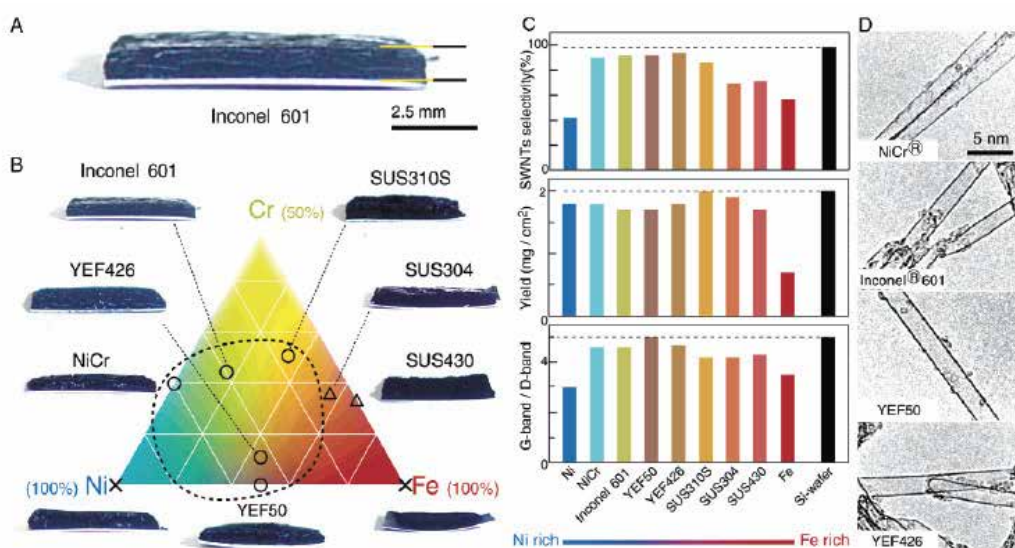 A
Inconel 601
2.5 mm
B
Inconel 601
SUS310S
Cr (50%)
YEF426
SUS304
NiCr
SUS430
(100%) Ni
Fe (100%)
YEF50
C
100
SWNTs selectivity(%)
0
2
Yield (mg / cm²)
0
4
G-band / D-band
0
Ni
NiCr
Inconel 601
YEF50
YEF426
SUS310S
SUS304
SUS430
Fe
Si-wafer
Ni rich
Fe rich
D
5 nm
NiCr®
Inconel®601
YEF50
YEF426